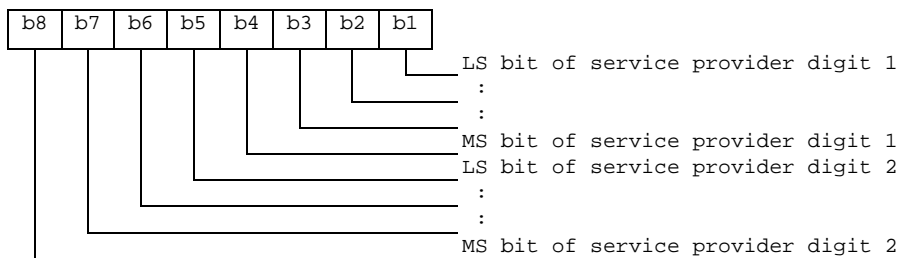 b8 b7 b6 b5 b4 b3 b2 b1
LS bit of service provider digit 1
:
:
MS bit of service provider digit 1
LS bit of service provider digit 2
:
:
MS bit of service provider digit 2